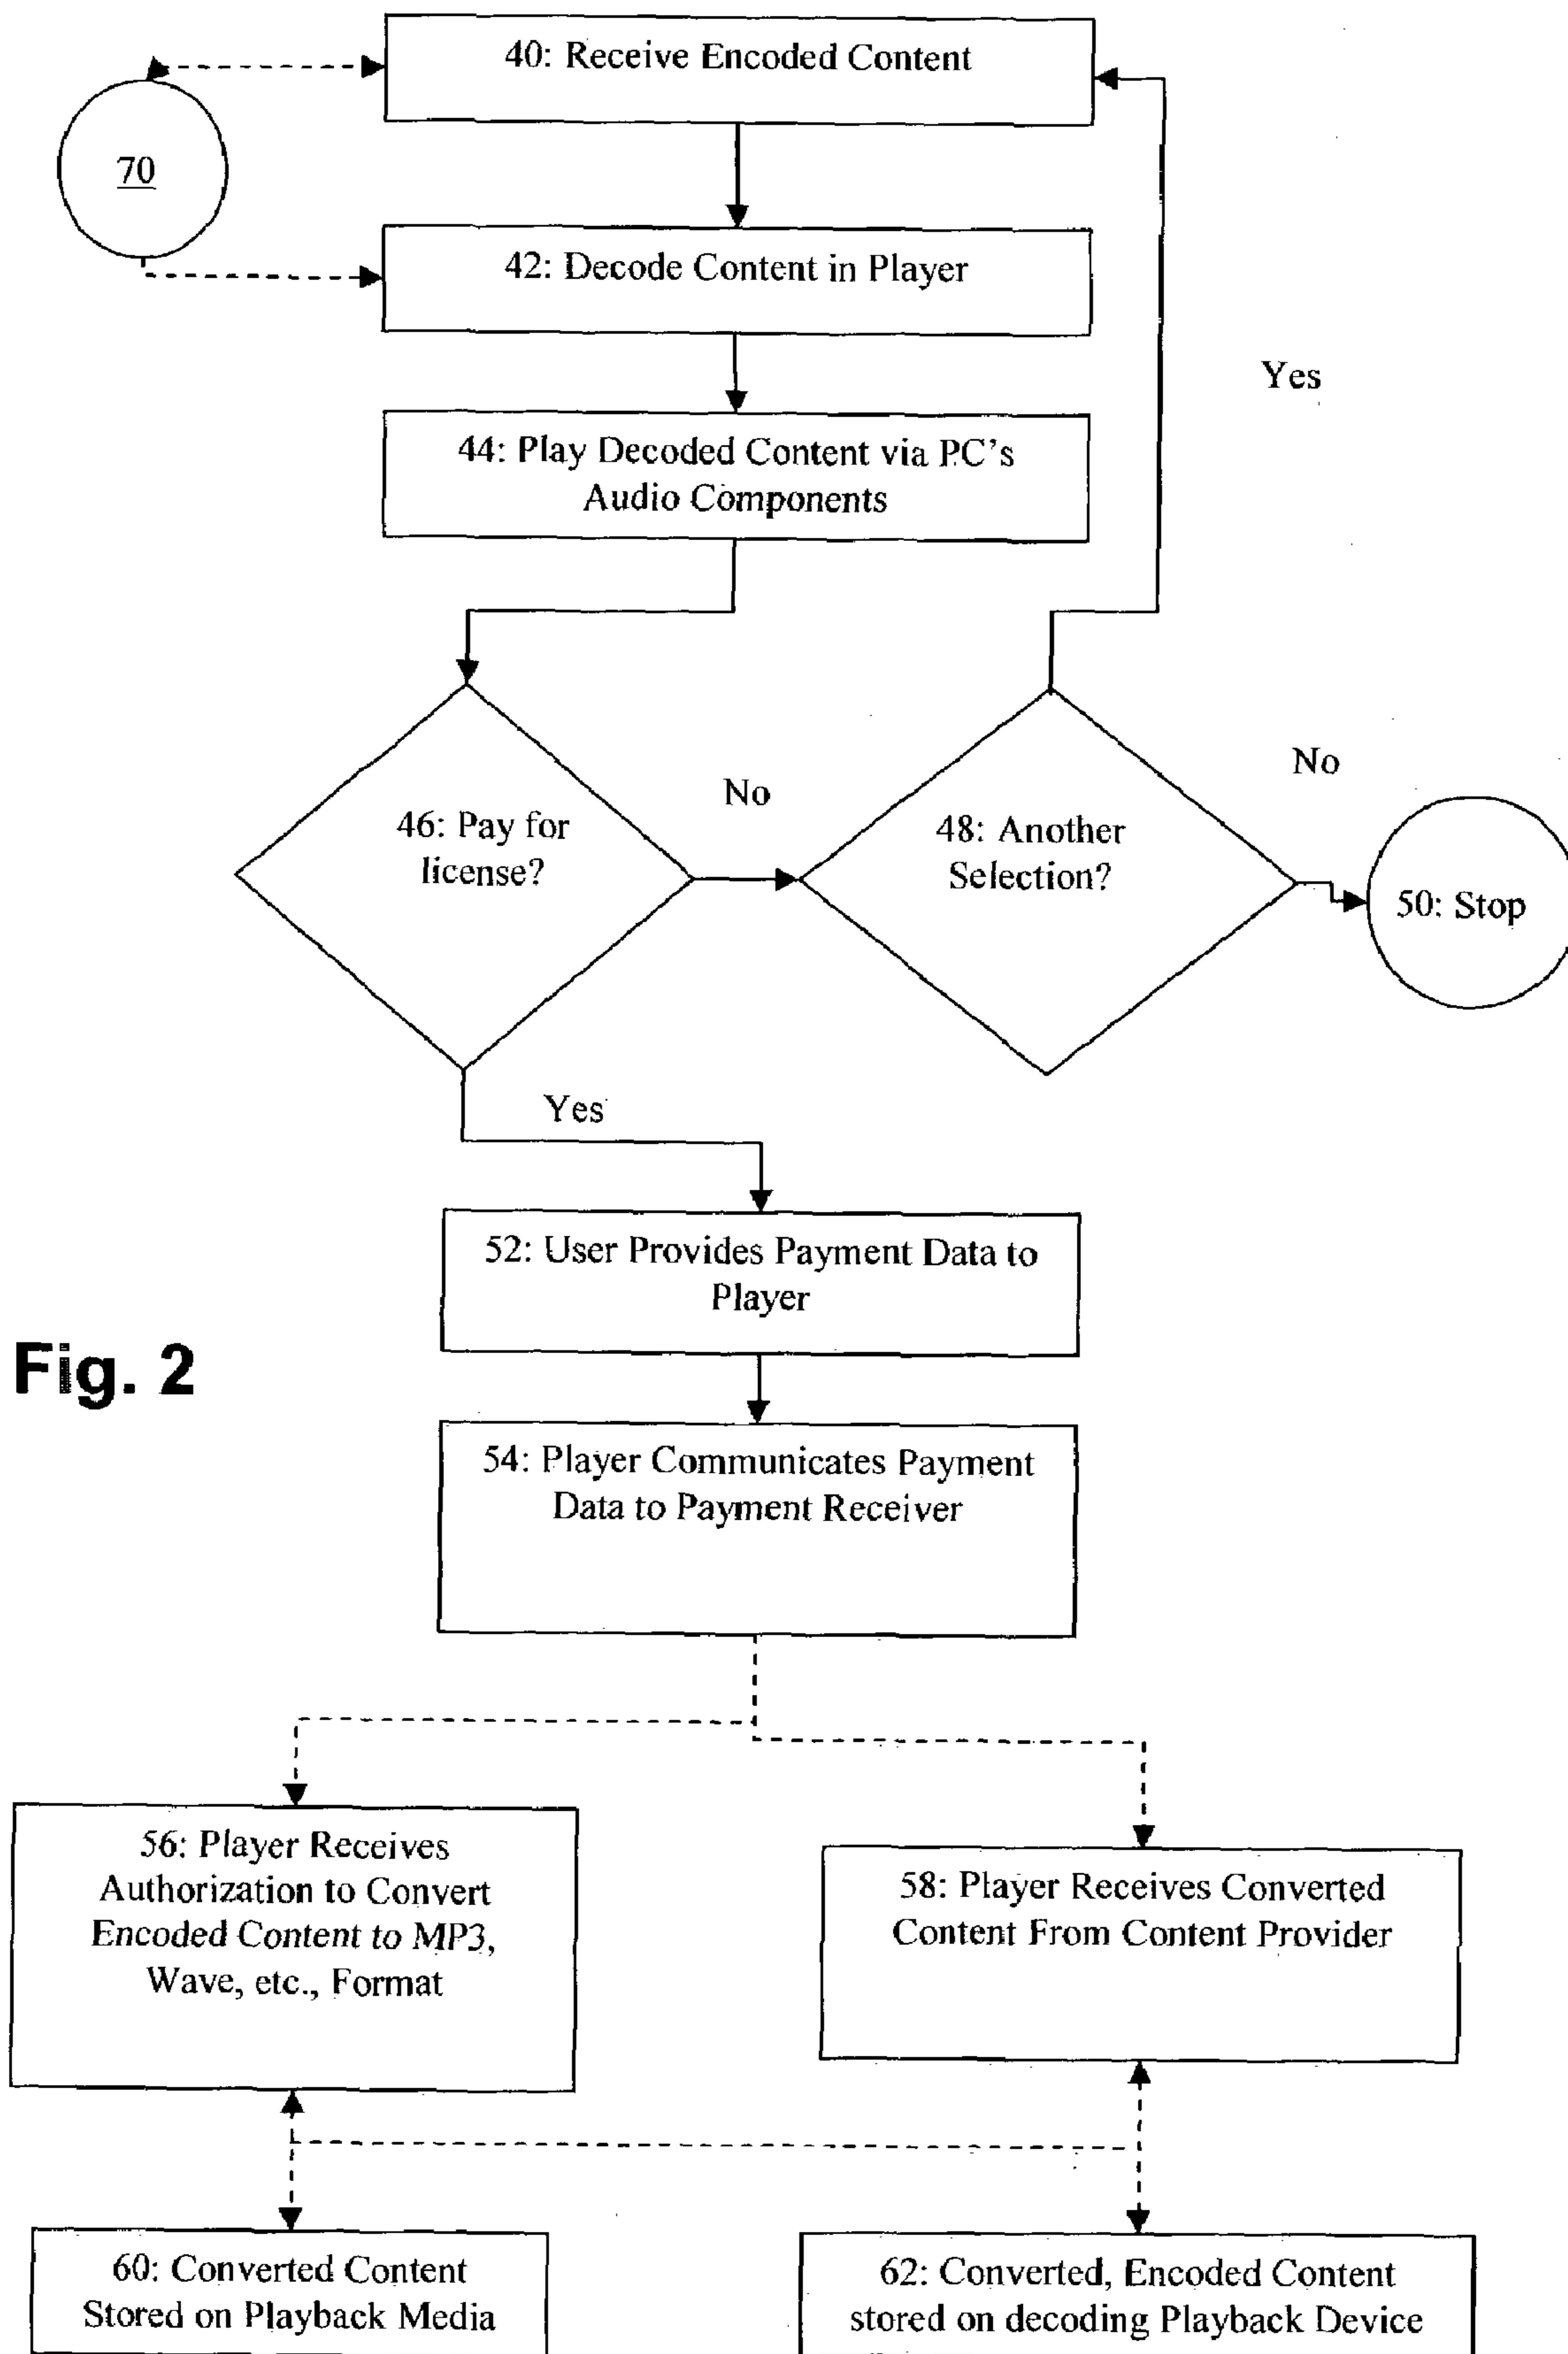 40: Receive Encoded Content
70
42: Decode Content in Player
Yes
44: Play Decoded Content via PC's
Audio Components
No
No
46: Pay for
license?
48: Another
Selection?
50: Stop
Yes
52: User Provides Payment Data to
Player
Fig. 2
54: Player Communicates Payment
Data to Payment Receiver
56: Player Receives
Authorization to Convert
Encoded Content to MP3,
Wave, etc., Format
58: Player Receives Converted
Content From Content Provider
60: Converted Content
Stored on Playback Media
62: Converted, Encoded Content
stored on decoding Playback Device